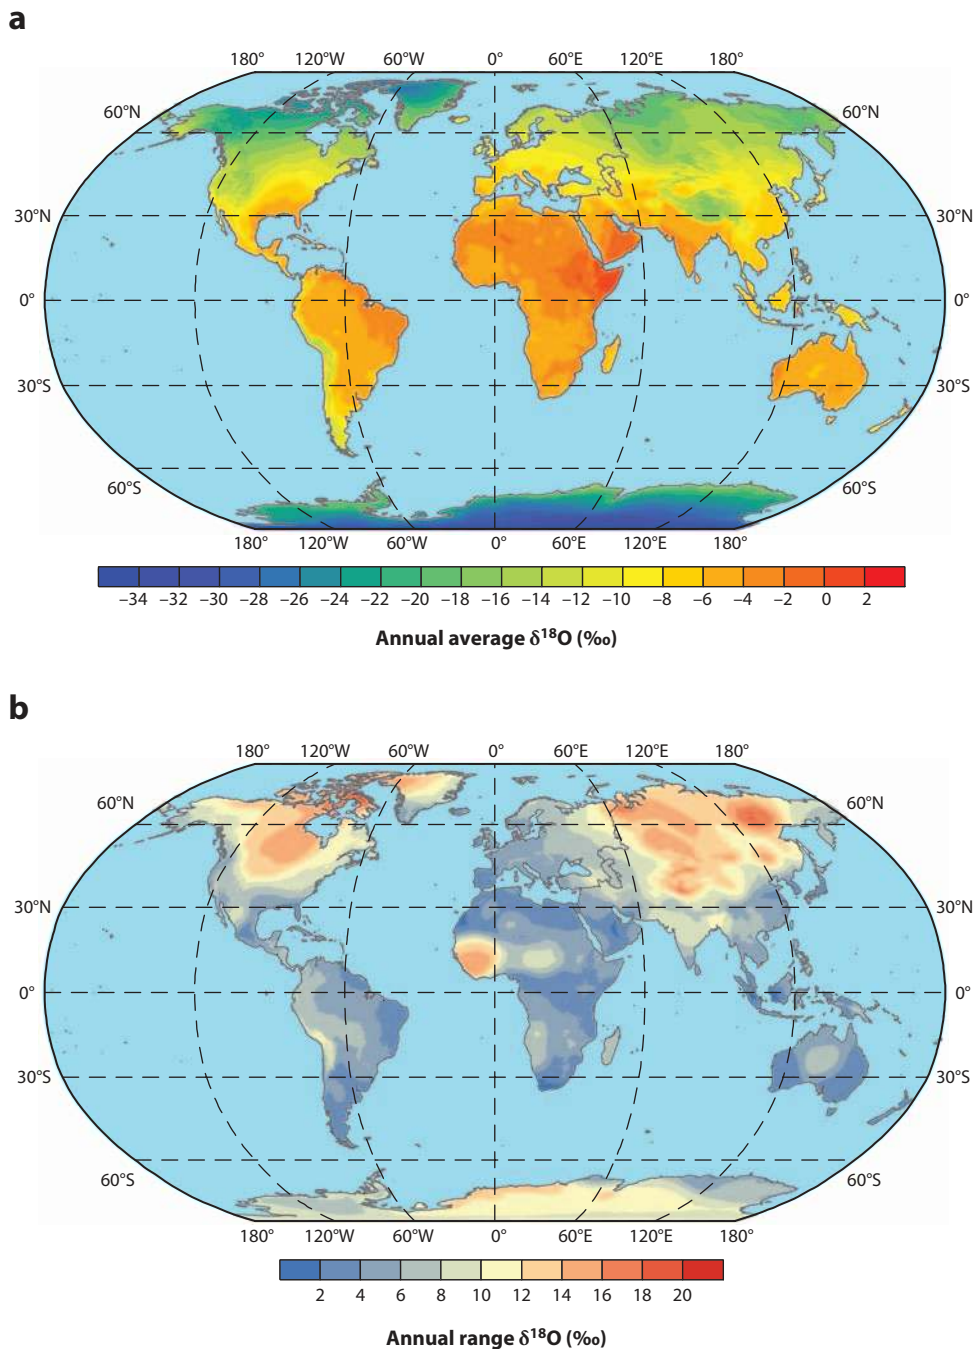 a
180° 120°W 60°W 0° 60°E 120°E 180°
60°N 60°N
30°N 30°N
0° 0°
30°S 30°S
60°S 60°S
180° 120°W 60°W 0° 60°E 120°E 180°
–34 –32 –30 –28 –26 –24 –22 –20 –18 –16 –14 –12 –10 –8 –6 –4 –2 0 2
Annual average δ¹⁸O (‰)
b
180° 120°W 60°W 0° 60°E 120°E 180°
60°N 60°N
30°N 30°N
0° 0°
30°S 30°S
60°S 60°S
180° 120°W 60°W 0° 60°E 120°E 180°
2 4 6 8 10 12 14 16 18 20
Annual range δ¹⁸O (‰)